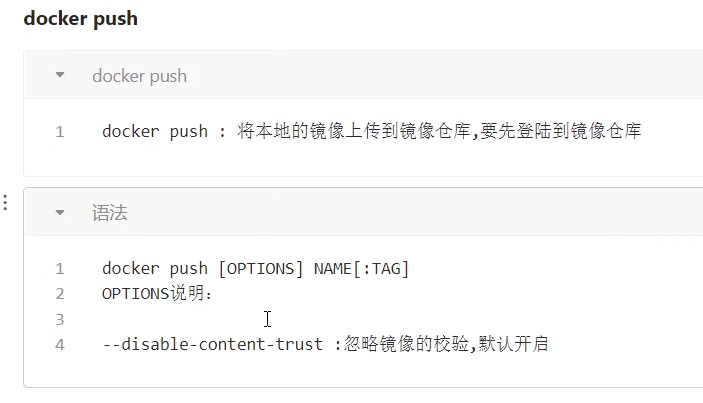 docker push
docker push
1 docker push : 将本地的镜像上传到镜像仓库,要先登陆到镜像仓库
语法
1 docker push [OPTIONS] NAME[:TAG]
2 OPTIONS说明：
3
4 --disable-content-trust :忽略镜像的校验,默认开启